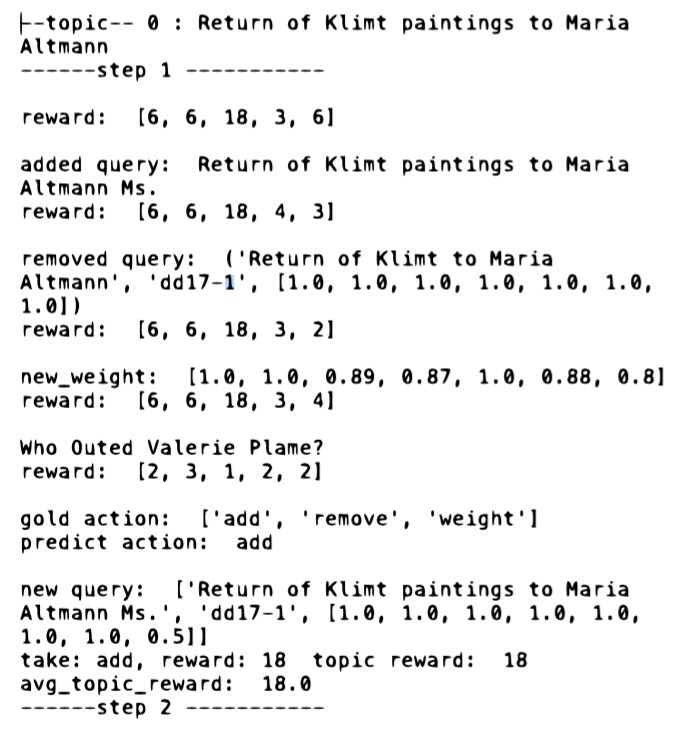 ├--topic-- 0 : Return of Klimt paintings to Maria
Altmann
------step 1 -----------
reward:  [6, 6, 18, 3, 6]
added query:  Return of Klimt paintings to Maria
Altmann Ms.
reward:  [6, 6, 18, 4, 3]
removed query:  ('Return of Klimt to Maria
Altmann', 'dd17-1', [1.0, 1.0, 1.0, 1.0, 1.0, 1.0,
1.0])
reward:  [6, 6, 18, 3, 2]
new_weight:  [1.0, 1.0, 0.89, 0.87, 1.0, 0.88, 0.8]
reward:  [6, 6, 18, 3, 4]
Who Outed Valerie Plame?
reward:  [2, 3, 1, 2, 2]
gold action:  ['add', 'remove', 'weight']
predict action:  add
new query:  ['Return of Klimt paintings to Maria
Altmann Ms.', 'dd17-1', [1.0, 1.0, 1.0, 1.0, 1.0,
1.0, 1.0, 0.5]]
take: add, reward: 18  topic reward:  18
avg_topic_reward:  18.0
------step 2 -----------